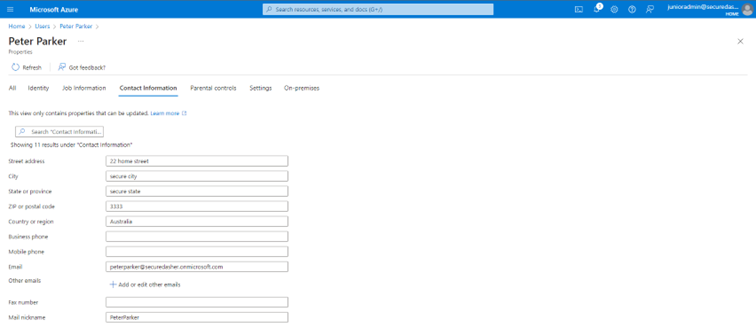 Microsoft Azure
Search resources, services, and docs (G+/)
1
junioradmin@securedas...
HOME
Home > Users > Peter Parker >
Peter Parker ...
Properties
Refresh Got feedback?
All Identity Job Information Contact Information Parental controls Settings On-premises
This view only contains properties that can be updated. Learn more
Search "Contact Informati...
Showing 11 results under "Contact Information"
Street address 22 home street
City secure city
State or province secure state
ZIP or postal code 3333
Country or region Australia
Business phone
Mobile phone
Email peterparker@securedasher.onmicrosoft.com
Other emails
+ Add or edit other emails
Fax number
Mail nickname PeterParker